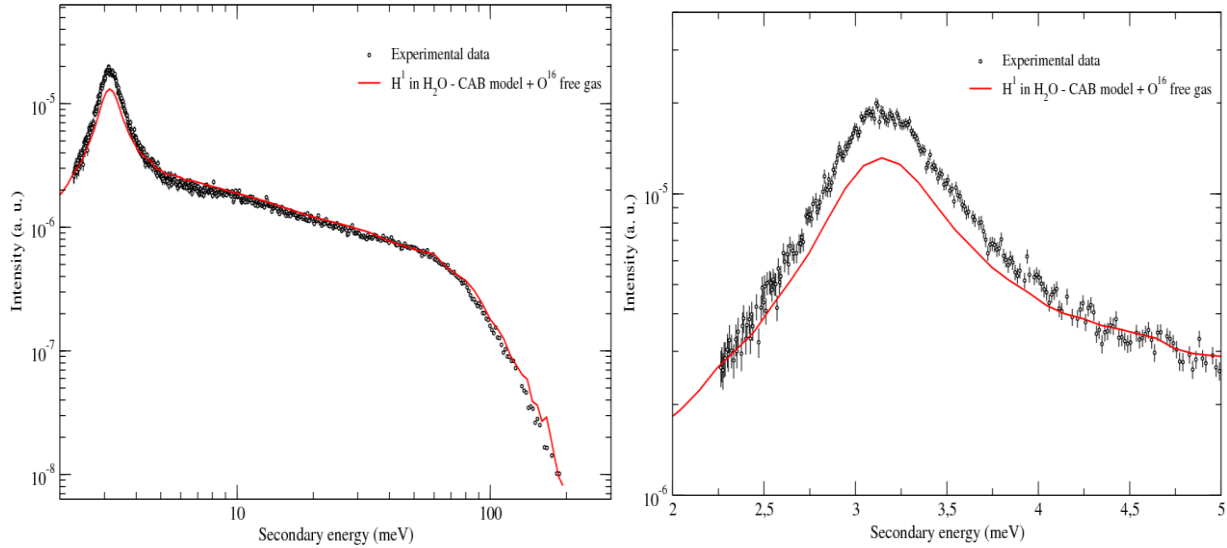 Experimental data
H¹ in H₂O - CAB model + O¹⁶ free gas
Intensity (a. u.)
10⁻⁵
10⁻⁶
10⁻⁷
10⁻⁸
10
100
Secondary energy (meV)
Experimental data
H¹ in H₂O - CAB model + O¹⁶ free gas
Intensity (a. u.)
10⁻⁵
10⁻⁶
2
2,5
3
3,5
4
4,5
5
Secondary energy (meV)